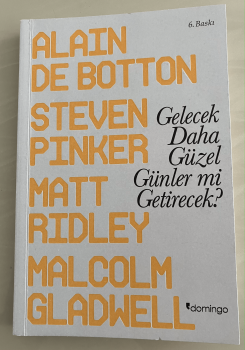 6. Baskı
ALAIN
DE BOTTON
STEVEN
PINKER
MATT
RIDLEY
MALCOLM
GLADWELL
Gelecek
Daha
Güzel
Günler mi
Getirecek?
domingo